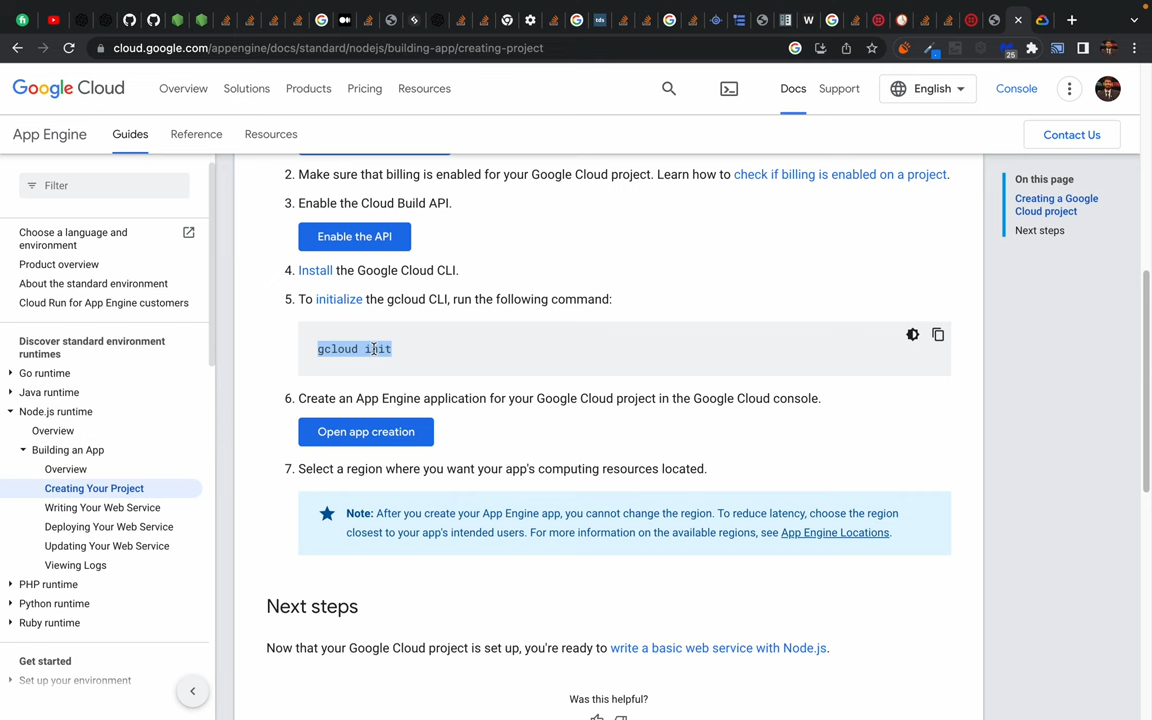 cloud.google.com/appengine/docs/standard/nodejs/building-app/creating-project
25
Google Cloud
Overview
Solutions
Products
Pricing
Resources
Docs
Support
English
Console
App Engine
Guides
Reference
Resources
Contact Us
Filter
Choose a language and
environment
Product overview
About the standard environment
Cloud Run for App Engine customers
Discover standard environment
runtimes
Go runtime
Java runtime
Node.js runtime
Overview
Building an App
Overview
Creating Your Project
Writing Your Web Service
Deploying Your Web Service
Updating Your Web Service
Viewing Logs
PHP runtime
Python runtime
Ruby runtime
Get started
Set up your environment
2. Make sure that billing is enabled for your Google Cloud project. Learn how to check if billing is enabled on a project.
3. Enable the Cloud Build API.
Enable the API
4. Install the Google Cloud CLI.
5. To initialize the gcloud CLI, run the following command:
gcloud init
6. Create an App Engine application for your Google Cloud project in the Google Cloud console.
Open app creation
7. Select a region where you want your app's computing resources located.
Note: After you create your App Engine app, you cannot change the region. To reduce latency, choose the region
closest to your app's intended users. For more information on the available regions, see App Engine Locations.
Next steps
Now that your Google Cloud project is set up, you're ready to write a basic web service with Node.js.
Was this helpful?
On this page
Creating a Google
Cloud project
Next steps